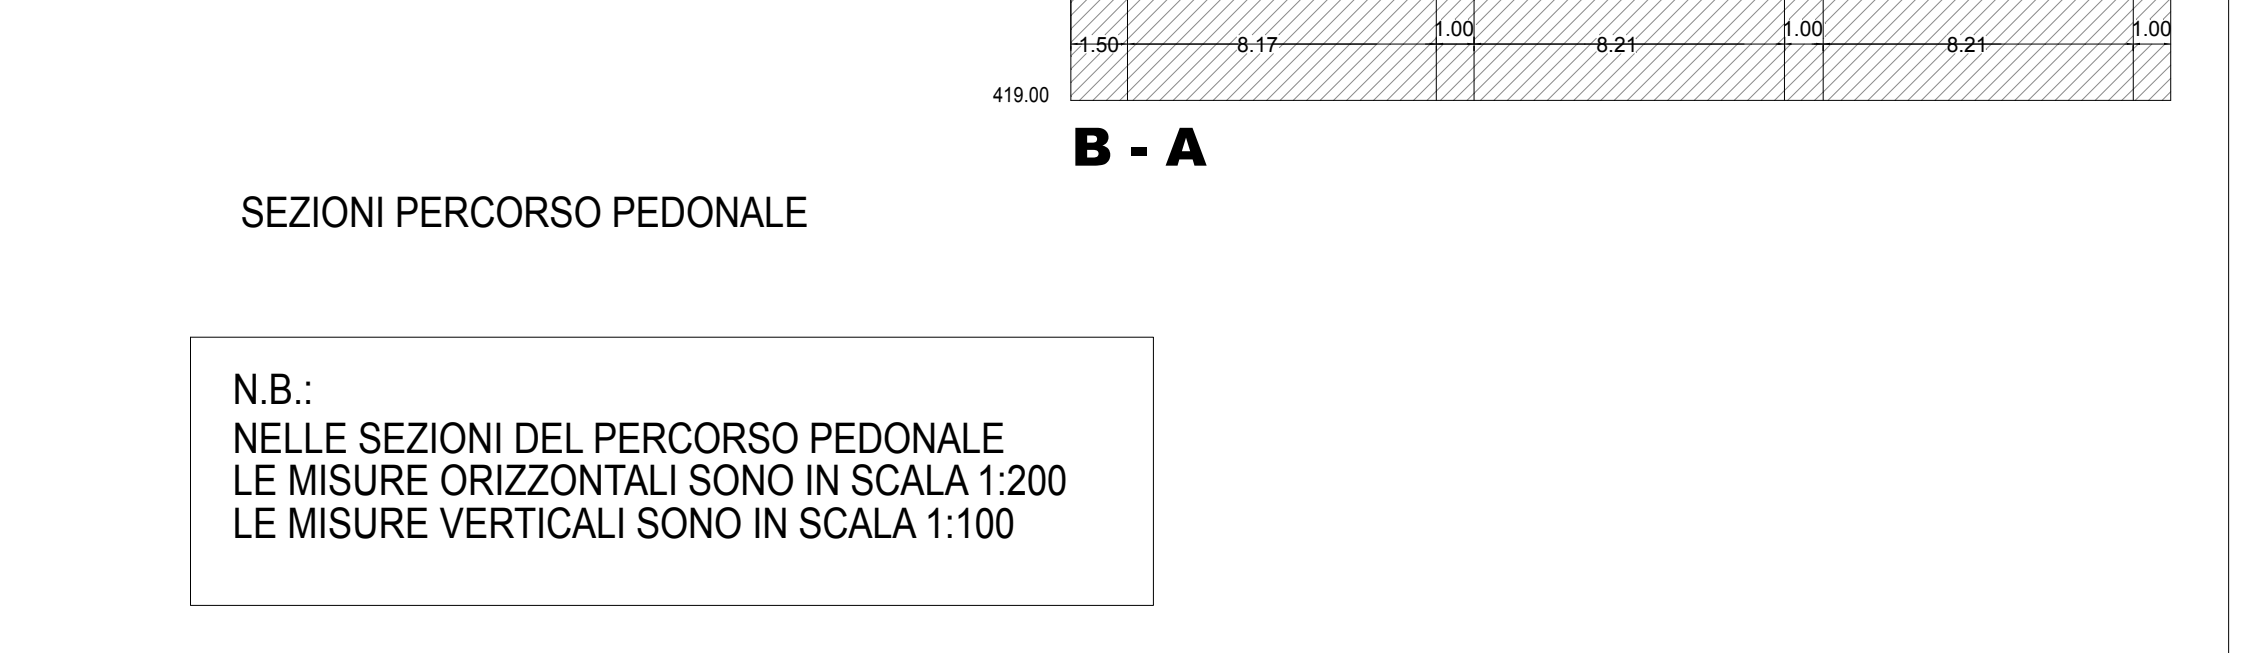 1.00 1.00 1.00
1.50 8.17 8.21 8.21
419.00
B - A
SEZIONI PERCORSO PEDONALE
N.B.:
NELLE SEZIONI DEL PERCORSO PEDONALE
LE MISURE ORIZZONTALI SONO IN SCALA 1:200
LE MISURE VERTICALI SONO IN SCALA 1:100